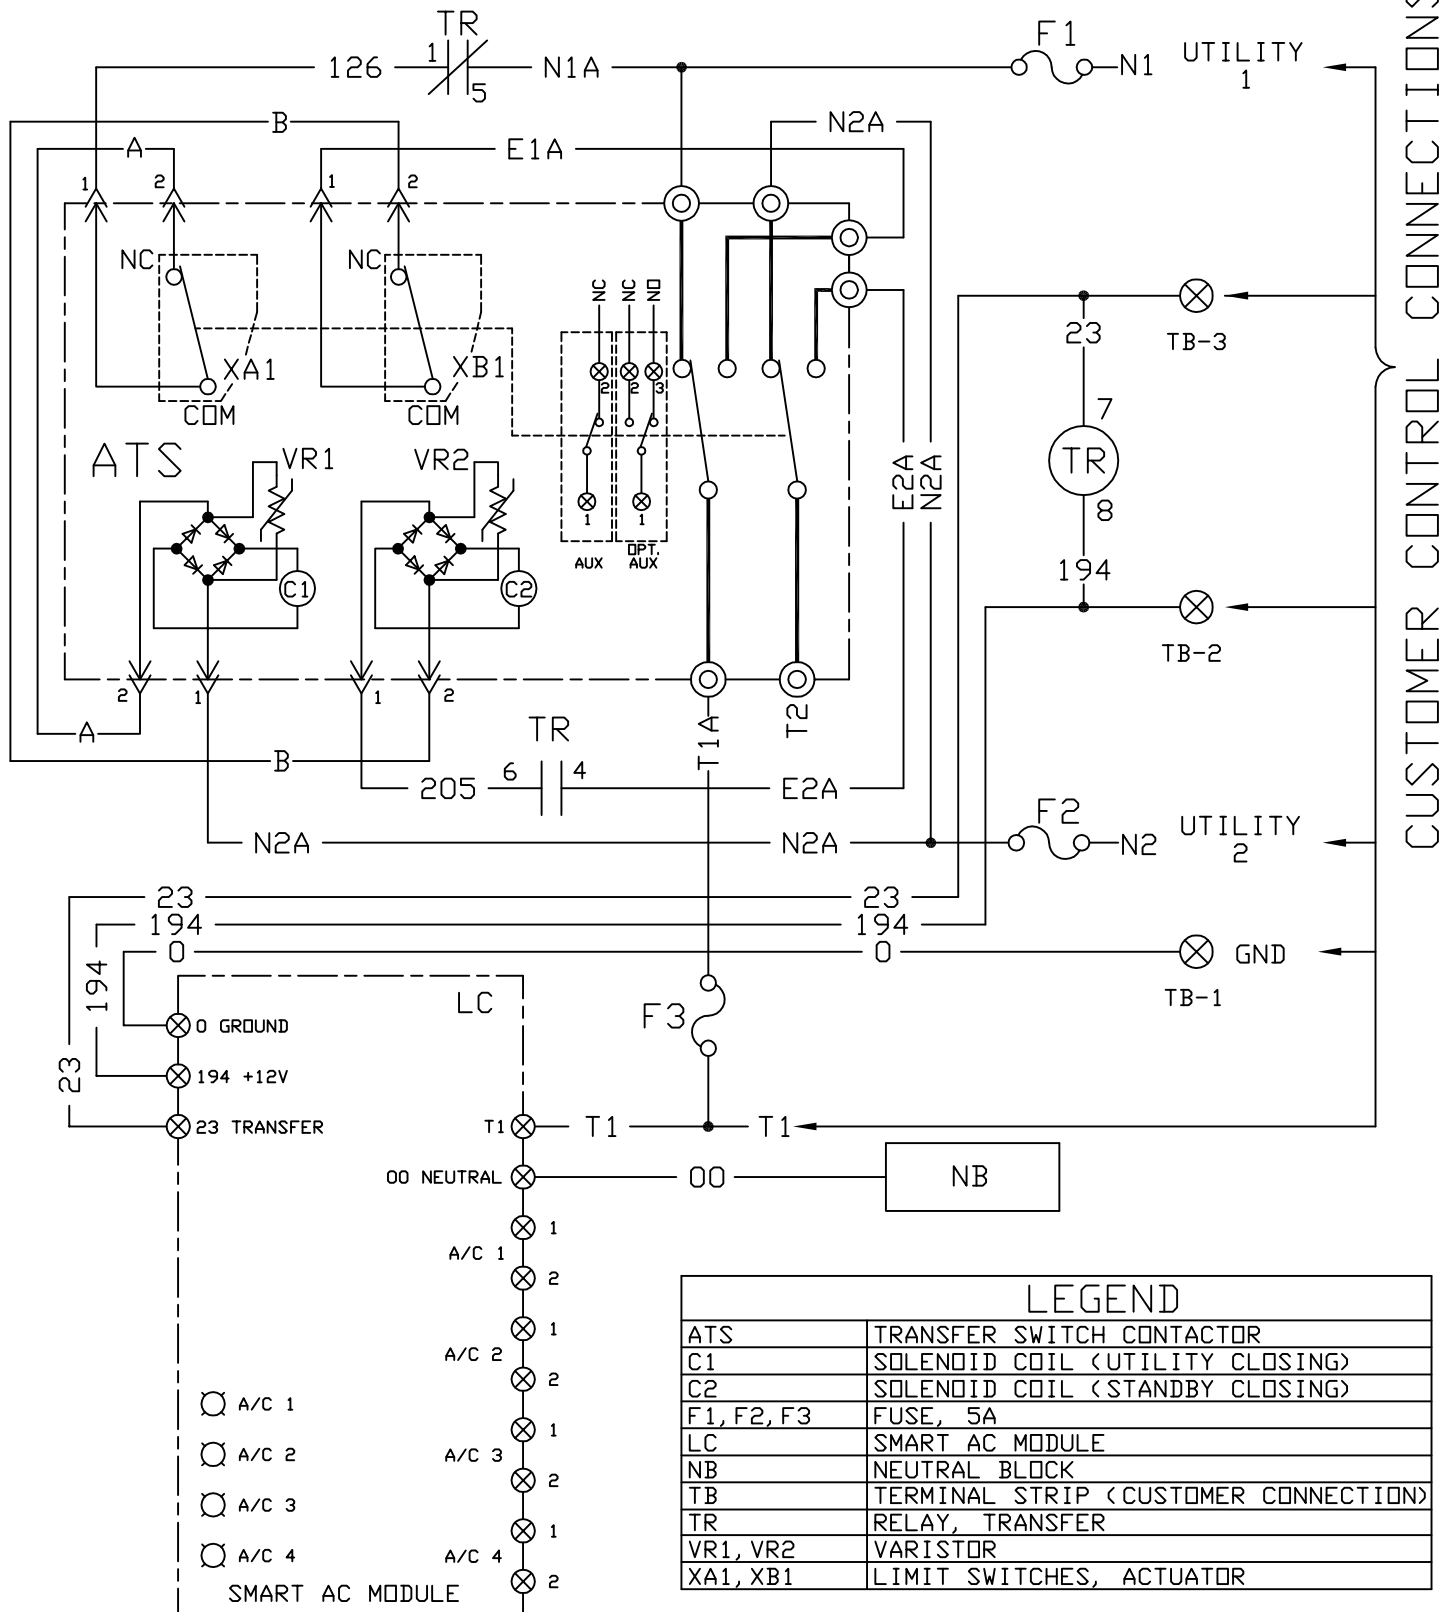 TR
F1
UTILITY
1
126
1
5
N1A
N1
B
N2A
A
E1A
1
2
1
2
NC
NC
NC
NC
NO
XA1
XB1
COM
COM
2
2
3
23
TB-3
7
TR
8
194
TB-2
ATS
VR1
VR2
E2A
N2A
C1
C2
1
1
AUX
OPT.
AUX
2
1
1
2
A
B
T1A
T2
TR
6
4
205
E2A
F2
UTILITY
2
N2A
N2A
N2
23
23
194
194
0
0
GND
TB-1
194
23
LC
F3
0 GROUND
194 +12V
23 TRANSFER
T1
T1
T1
00 NEUTRAL
00
NB
1
A/C 1
2
1
A/C 2
2
1
A/C 3
2
1
A/C 4
2
A/C 1
A/C 2
A/C 3
A/C 4
SMART AC MODULE
CUSTOMER CONTROL CONNECTIONS
LEGEND
ATS TRANSFER SWITCH CONTACTOR
C1 SOLENOID COIL (UTILITY CLOSING)
C2 SOLENOID COIL (STANDBY CLOSING)
F1, F2, F3 FUSE, 5A
LC SMART AC MODULE
NB NEUTRAL BLOCK
TB TERMINAL STRIP (CUSTOMER CONNECTION)
TR RELAY, TRANSFER
VR1, VR2 VARISTOR
XA1, XB1 LIMIT SWITCHES, ACTUATOR